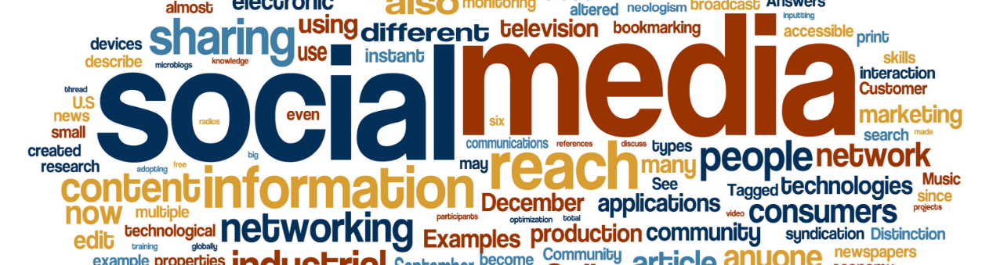 almost electronic also monitoring altered neologism broadcast Answers
inputting
sharing using different television bookmarking accessible print
devices use instant skills
describe microblogs knowledge interaction
social media
thread Customer
U.S even marketing
news radios six
small search made
created big communications references discuss types people network
research adopting free may reach many
content information See Tagged technologies Music
now multiple December applications since
participants optimization total video consumers projects
edit technological networking Examples production community syndication Distinction
training globally
example properties industrial September become Community article anyone newspapers
economy